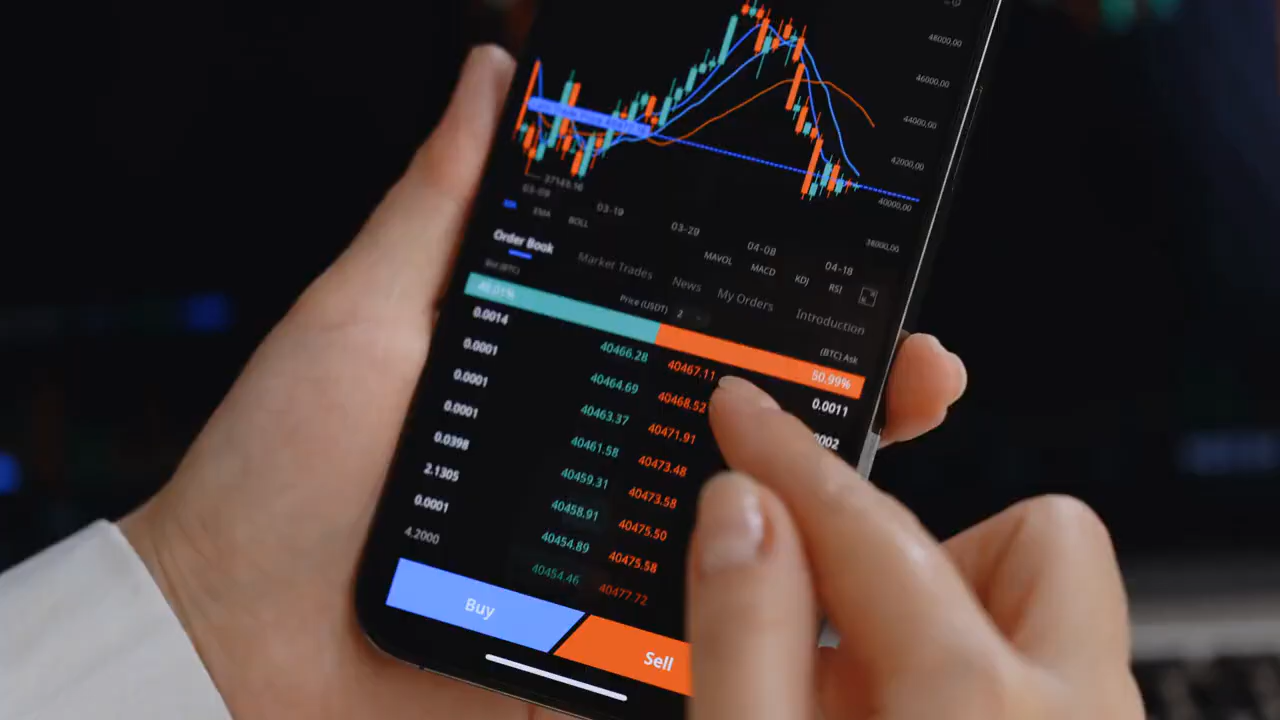 48000,00
46000,00
44000,00
42000,00
40000,00
38000,00
37143.16
03-09 03-19 03-29 04-08 04-18
MA EMA BOLL MAVOL MACD KDJ RSI
Order Book Market Trades News My Orders Introduction
Price (USDT) 2 (BTC) Ask
50,99%
0.0014 40466.28 40467.11 0.0011
0.0001 40464.69 40468.52
0.0001 40463.37 40471.91
0.0001 40461.58 40473.48
0.0398 40459.31 40473.58
2.1305 40458.91 40475.50
0.0001 40454.89 40475.58
4.2000 40454.46 40477.72
Buy Sell